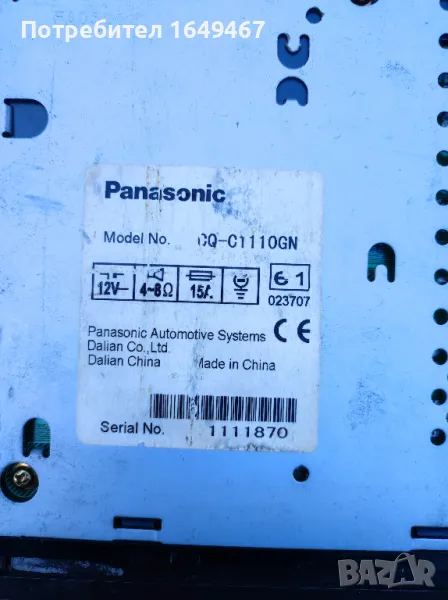 Потребител 1649467
Panasonic
Model No. CQ-C1110GN
12V 4-8Ω 15A
e1
023707
Panasonic Automotive Systems
Dalian Co., Ltd.
Dalian China Made in China
CE
Serial No. 1111870
BAZAR